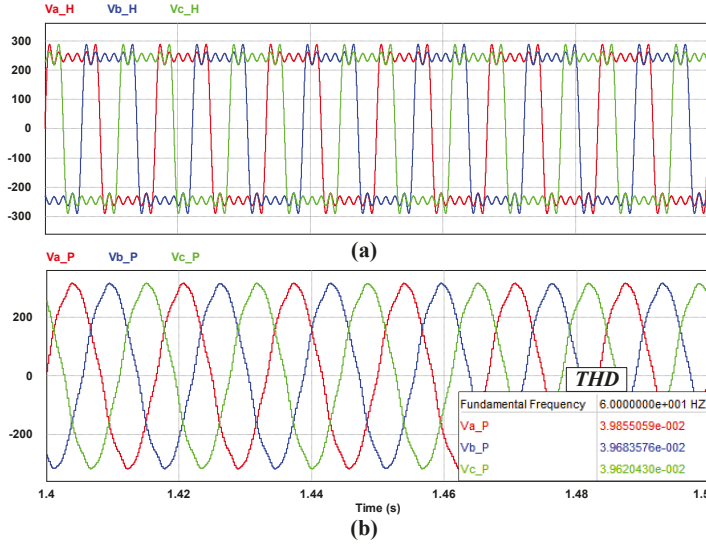 Va_H Vb_H Vc_H
300
200
100
0
-100
-200
-300
(a)
Va_P Vb_P Vc_P
200
0
-200
THD
Fundamental Frequency 6.0000000e+001 HZ
Va_P 3.9855059e-002
Vb_P 3.9683576e-002
Vc_P 3.9620430e-002
1.4 1.42 1.44 1.46 1.48
Time (s)
(b)